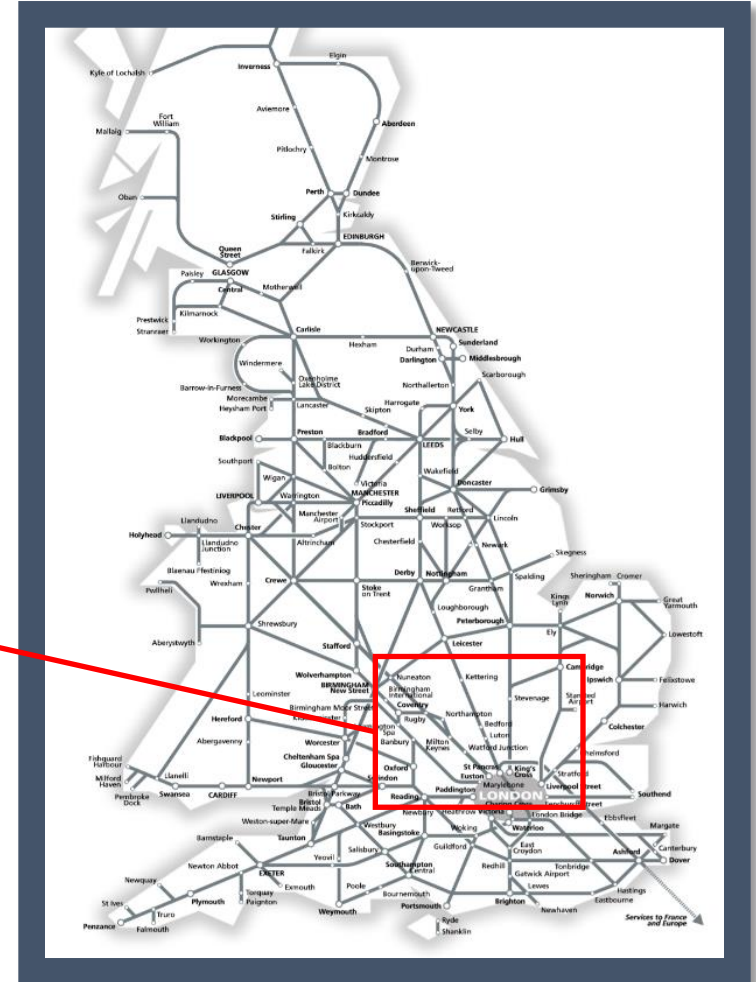 Elgin
Inverness
Kyle of Lochalsh
Aviemore
Fort
William
Mallaig
Aberdeen
Pitlochry
Montrose
Oban
Perth
Dundee
Stirling
Kirkcaldy
EDINBURGH
Queen
Street
Falkirk
GLASGOW
Paisley
Central
Motherwell
Berwick-
upon-Tweed
Prestwick
Kilmarnock
Stranraer
Carlisle
NEWCASTLE
Workington
Hexham
Sunderland
Durham
Darlington
Middlesbrough
Windermere
Scarborough
Oxenholme
Lake District
Northallerton
Barrow-in-Furness
Morecambe
Heysham Port
Lancaster
Harrogate
Skipton
York
Blackpool
Preston
Bradford
Selby
Hull
Blackburn
LEEDS
Huddersfield
Southport
Bolton
Wakefield
Wigan
Victoria
Doncaster
MANCHESTER
Piccadilly
Grimsby
LIVERPOOL
Warrington
Manchester
Airport
Sheffield
Retford
Lincoln
Llandudno
Stockport
Worksop
Holyhead
Chester
Llandudno
Junction
Altrincham
Chesterfield
Newark
Skegness
Blaenau Ffestiniog
Derby
Nottingham
Spalding
Sheringham
Cromer
Pwllheli
Wrexham
Crewe
Stoke
on Trent
Grantham
Kings
Lynn
Norwich
Great
Yarmouth
Loughborough
Peterborough
Shrewsbury
Ely
Lowestoft
Aberystwyth
Stafford
Leicester
Wolverhampton
Cambridge
BIRMINGHAM
New Street
Nuneaton
Kettering
Ipswich
Felixstowe
Birmingham
International
Leominster
Coventry
Stevenage
Stansted
Airport
Harwich
Birmingham Moor Street
Rugby
Northampton
Hereford
Bedford
Colchester
Banbury
Milton
Keynes
Luton
Worcester
Watford Junction
Abergavenny
Cheltenham Spa
Gloucester
Chelmsford
Fishguard
Harbour
Oxford
St Pancras
Euston
King's
Cross
Stratford
Milford
Haven
Llanelli
Newport
Swindon
Marylebone
Liverpool Street
Paddington
LONDON
Pembroke
Dock
Swansea
CARDIFF
Bristol Parkway
Reading
Southend
Bristol
Temple Meads
Bath
Newbury
Heathrow
Victoria
London Bridge
Ebbsfleet
Weston-super-Mare
Westbury
Waterloo
Margate
Barnstaple
Taunton
Basingstoke
Woking
East
Croydon
Canterbury
Yeovil
Salisbury
Guildford
Ashford
Dover
Newton Abbot
Southampton
Central
Redhill
Tonbridge
Gatwick Airport
EXETER
Newquay
Exmouth
Poole
Lewes
Hastings
Torquay
Paignton
Bournemouth
Eastbourne
St Ives
Plymouth
Portsmouth
Brighton
Newhaven
Truro
Weymouth
Penzance
Falmouth
Ryde
Shanklin
Services to France
and Europe